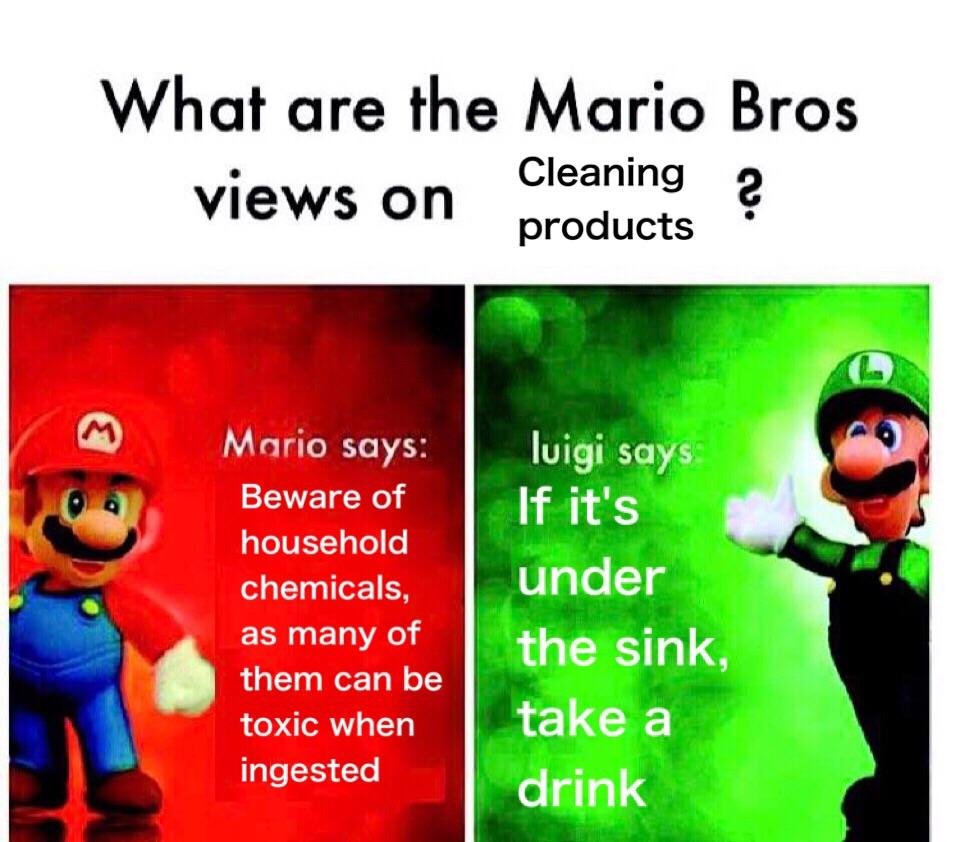 What are the Mario Bros
views on Cleaning products ?
Mario says:
Beware of
household
chemicals,
as many of
them can be
toxic when
ingested
luigi says:
If it's
under
the sink,
take a
drink
M
L